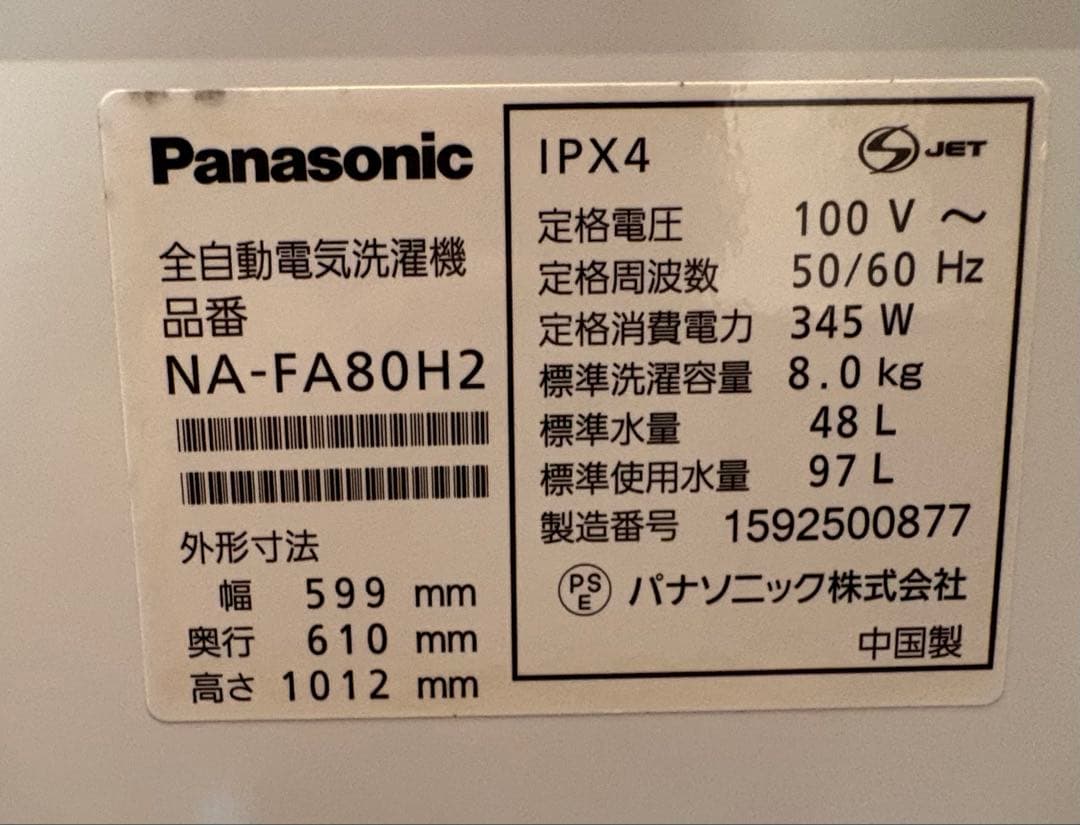 Panasonic
全自動電気洗濯機
品番
NA-FA80H2
外形寸法
幅 599 mm
奥行 610 mm
高さ 1012 mm
IPX4
JET
定格電圧 100 V ～
定格周波数 50/60 Hz
定格消費電力 345 W
標準洗濯容量 8.0 kg
標準水量 48 L
標準使用水量 97 L
製造番号 1592500877
PS
E
パナソニック株式会社
中国製